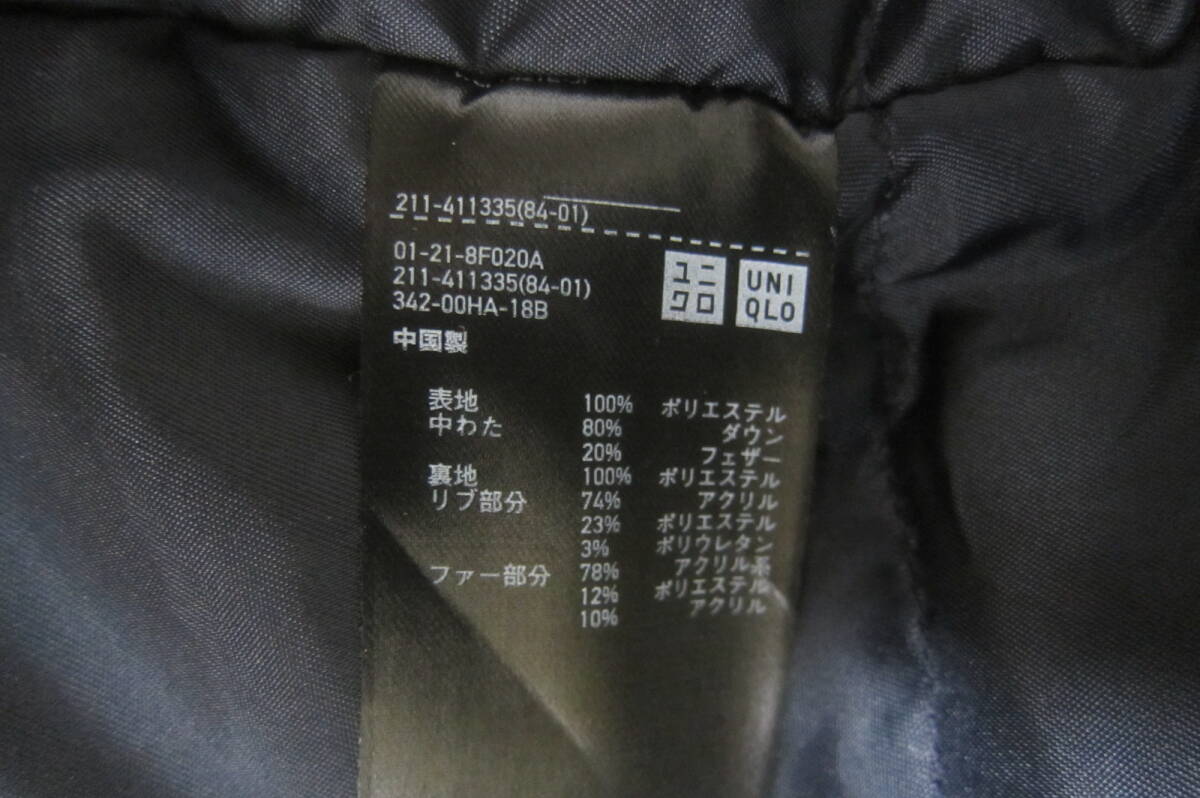 211-411335(84-01)
01-21-8F020A
211-411335(84-01)
342-00HA-18B
ユニ
クロ
UNI
QLO
中国製
表地 100% ポリエステル
中わた 80% ダウン
20% フェザー
裏地 100% ポリエステル
リブ部分 74% アクリル
23% ポリエステル
3% ポリウレタン
ファー部分 78% アクリル系
12% ポリエステル
10% アクリル